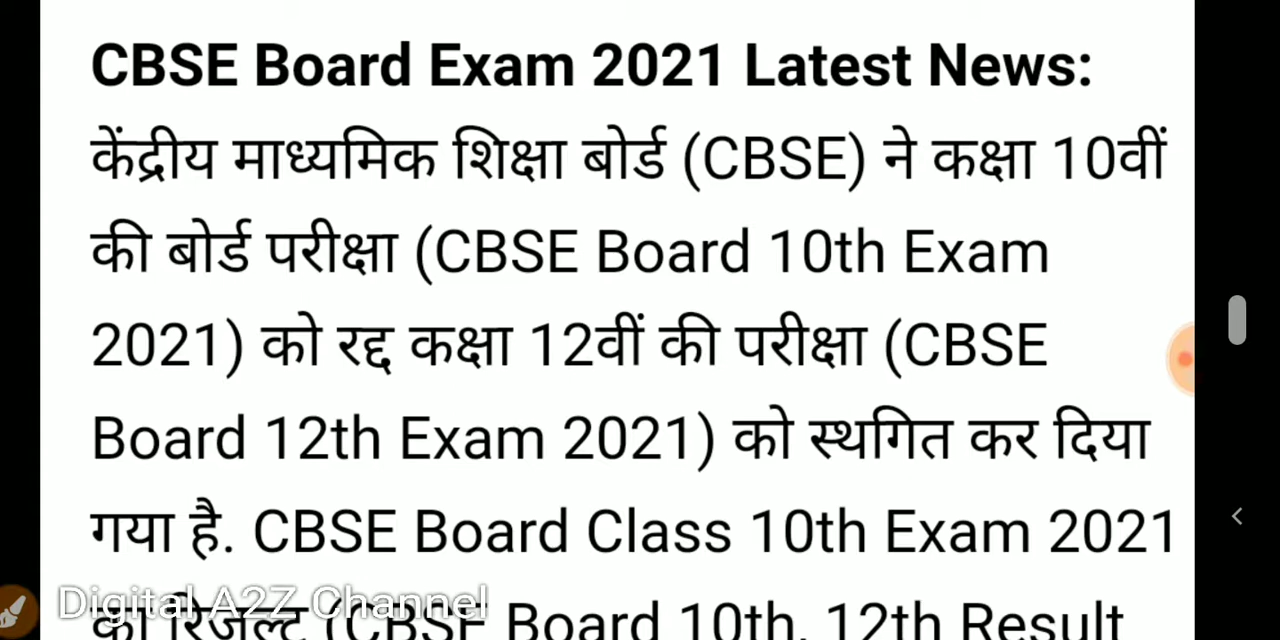 CBSE Board Exam 2021 Latest News:
केंद्रीय माध्यमिक शिक्षा बोर्ड (CBSE) ने कक्षा 10वीं
की बोर्ड परीक्षा (CBSE Board 10th Exam
2021) को रद्द कक्षा 12वीं की परीक्षा (CBSE
Board 12th Exam 2021) को स्थगित कर दिया
गया है. CBSE Board Class 10th Exam 2021
का रिजल्ट (CBSE Board 10th, 12th Result
Digital A2Z Channel